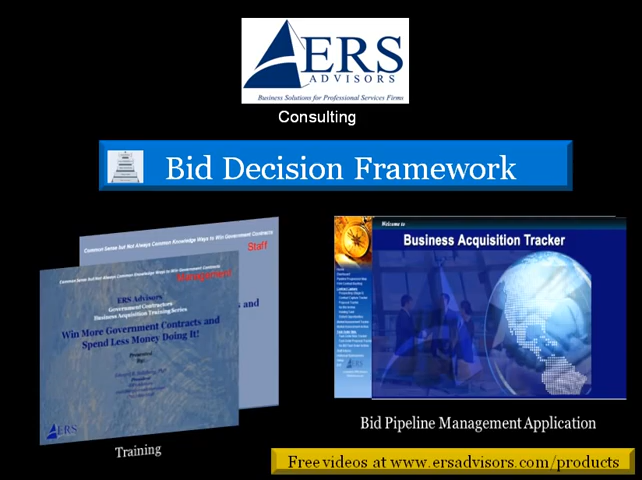 ERS
ADVISORS
Business Solutions for Professional Services Firms
Consulting
Bid Decision Framework
Common Sense but Not Always Common Knowledge Ways to Win Government Contracts
Staff
Common Sense but Not Always Common Knowledge Ways to Win Government Contracts
Management
ERS Advisors
Government Contractors
Business Acquisition Training Series
Win More Government Contracts and
Spend Less Money Doing It!
Presented
By:
ERS
s and
Training
Welcome to
Business Acquisition Tracker
Bid Pipeline Management Application
Free videos at www.ersadvisors.com/products